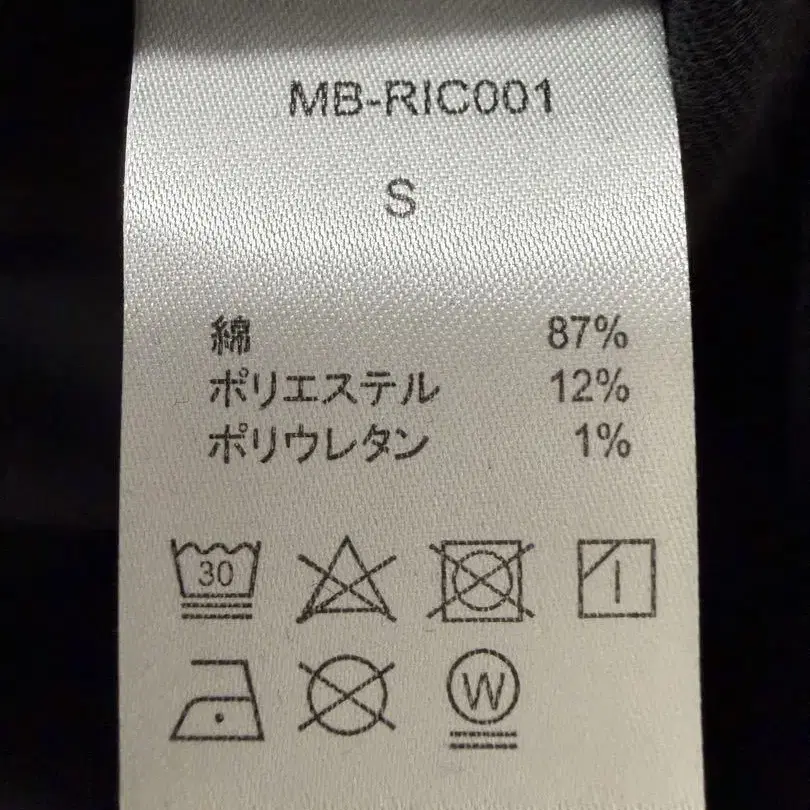 MB-RIC001
S
綿 87%
ポリエステル 12%
ポリウレタン 1%
30
W